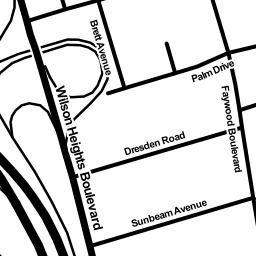 Brett Avenue
Palm Drive
Wilson Heights Boulevard
Faywood Boulevard
Dresden Road
Sunbeam Avenue